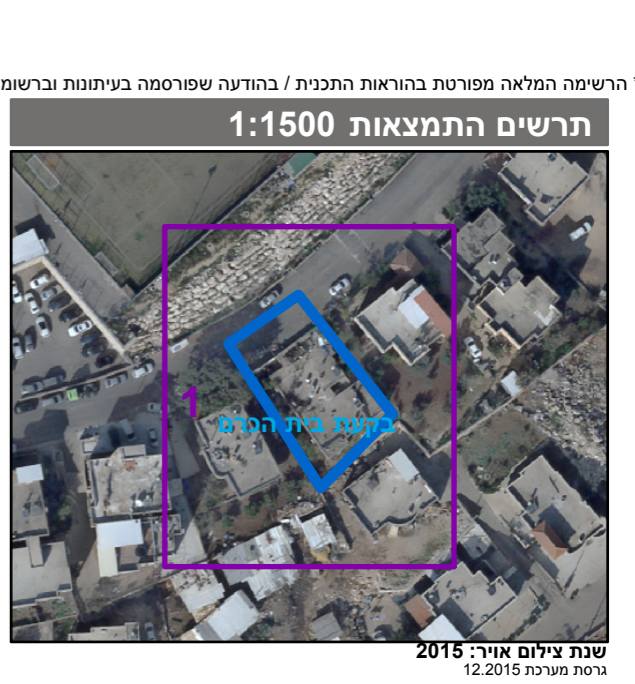 * הרשימה המלאה מפורטת בהוראות התכנית / בהודעה שפורסמה בעיתונות וברשומ
תרשים התמצאות 1:1500
1
בקעת בית הכרם
שנת צילום אויר: 2015
גרסת מערכת 12.2015